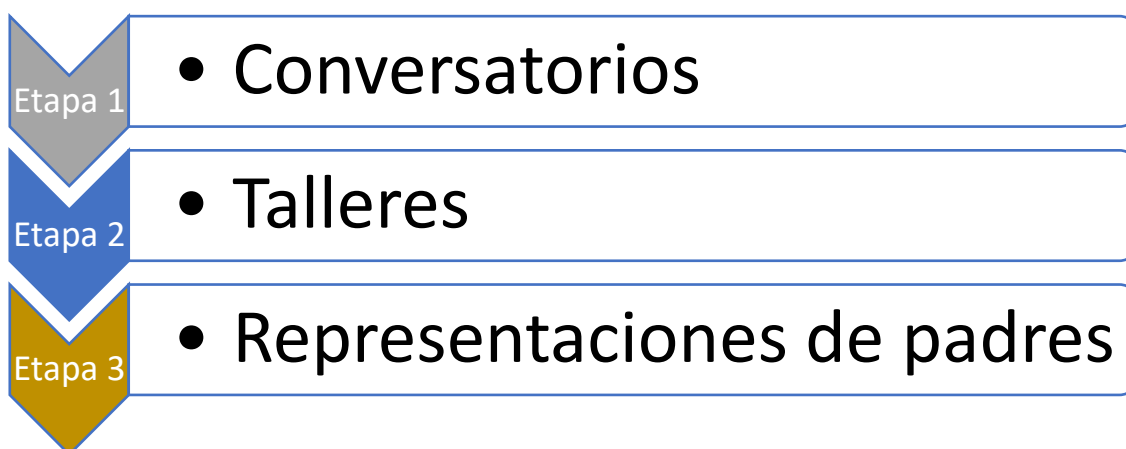 Etapa 1
• Conversatorios
Etapa 2
• Talleres
Etapa 3
• Representaciones de padres